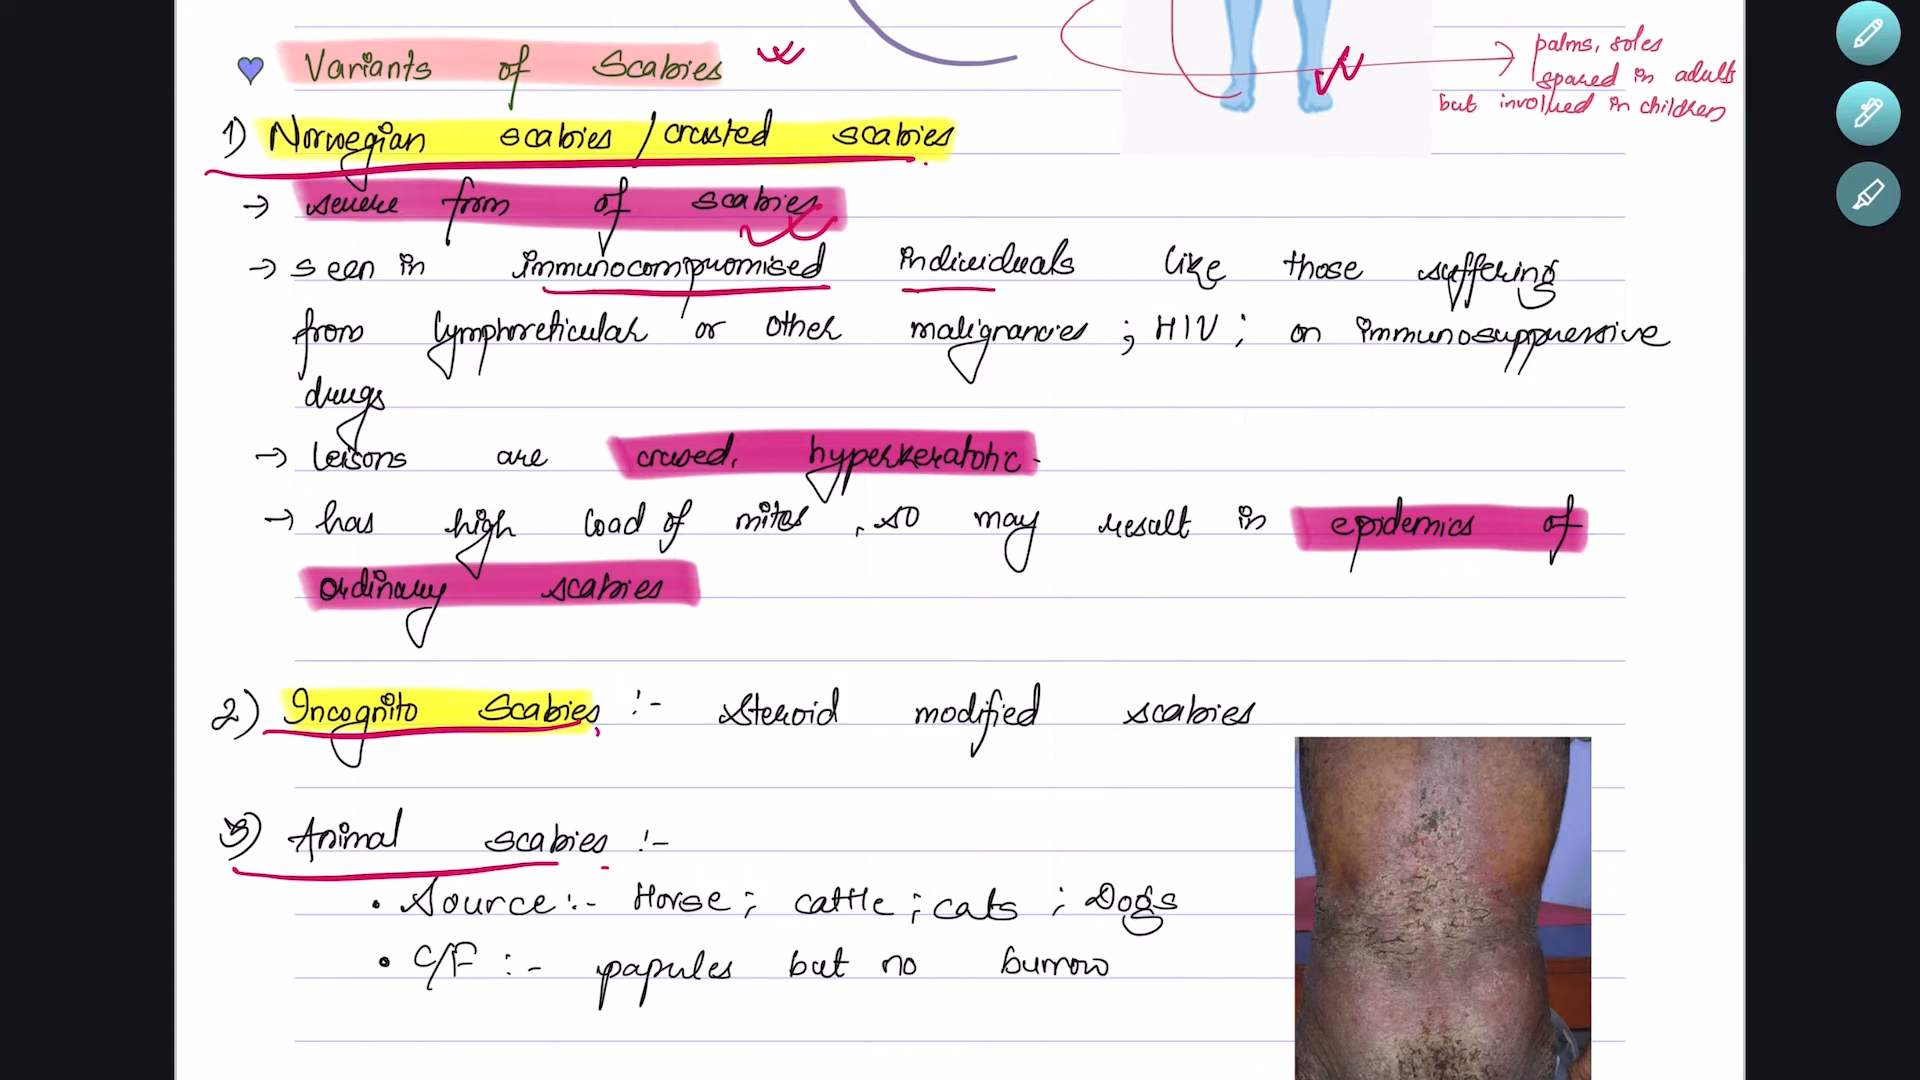 Variants of Scabies
palms, soles
spared in adults
but involved in children
1) Norwegian scabies / crusted scabies
→ severe from of scabies
→ seen in immunocompromised individuals like those suffering
from lymphoreticular or other malignancies ; HIV ; on immunosuppressive
drugs
→ leisons are crused, hyperkeratotic.
→ has high load of mites, so may result in epidemics of
ordinary scabies
2) Incognito Scabies :- Steroid modified scabies
3) Animal scabies :-
• Source :- Horse ; cattle ; cats ; Dogs
• C/F :- papules but no burrow